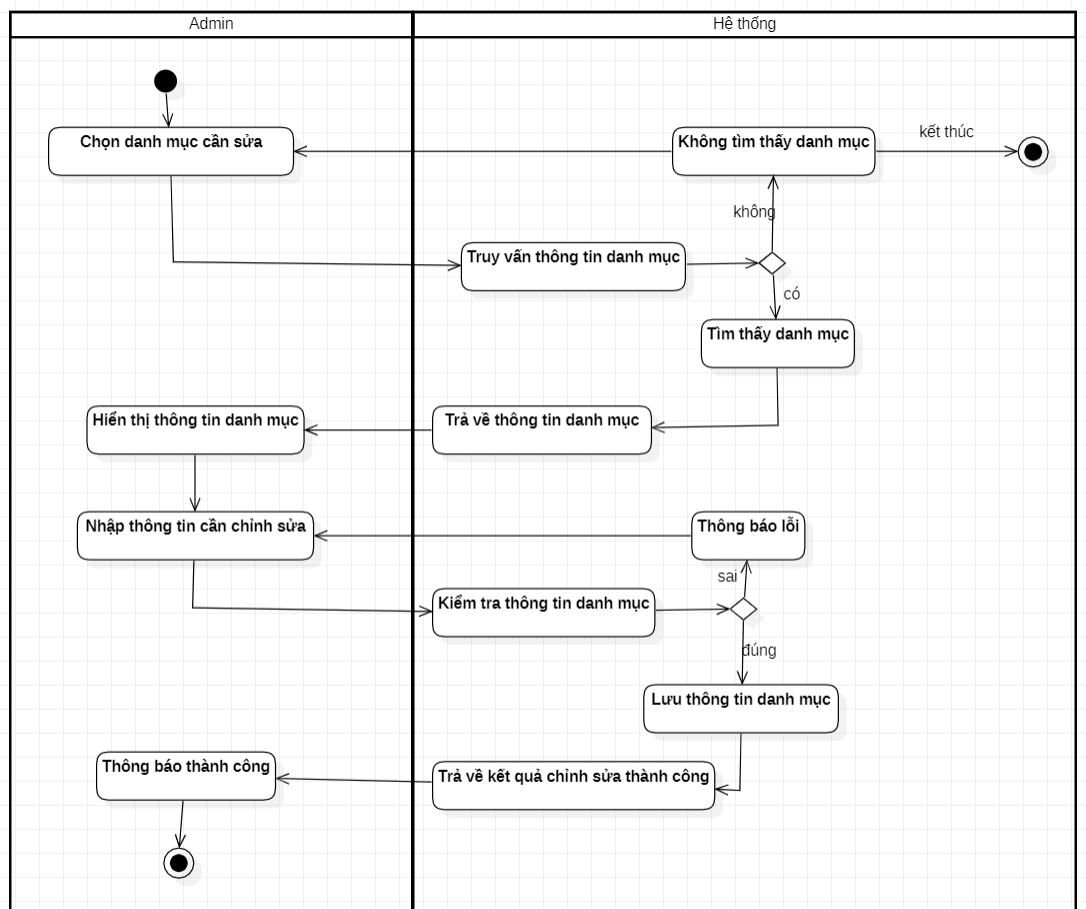 Admin
Hệ thống
Chọn danh mục cần sửa
Không tìm thấy danh mục
kết thúc
không
Truy vấn thông tin danh mục
có
Tìm thấy danh mục
Hiển thị thông tin danh mục
Trả về thông tin danh mục
Nhập thông tin cần chỉnh sửa
Thông báo lỗi
sai
Kiểm tra thông tin danh mục
đúng
Lưu thông tin danh mục
Thông báo thành công
Trả về kết quả chỉnh sửa thành công